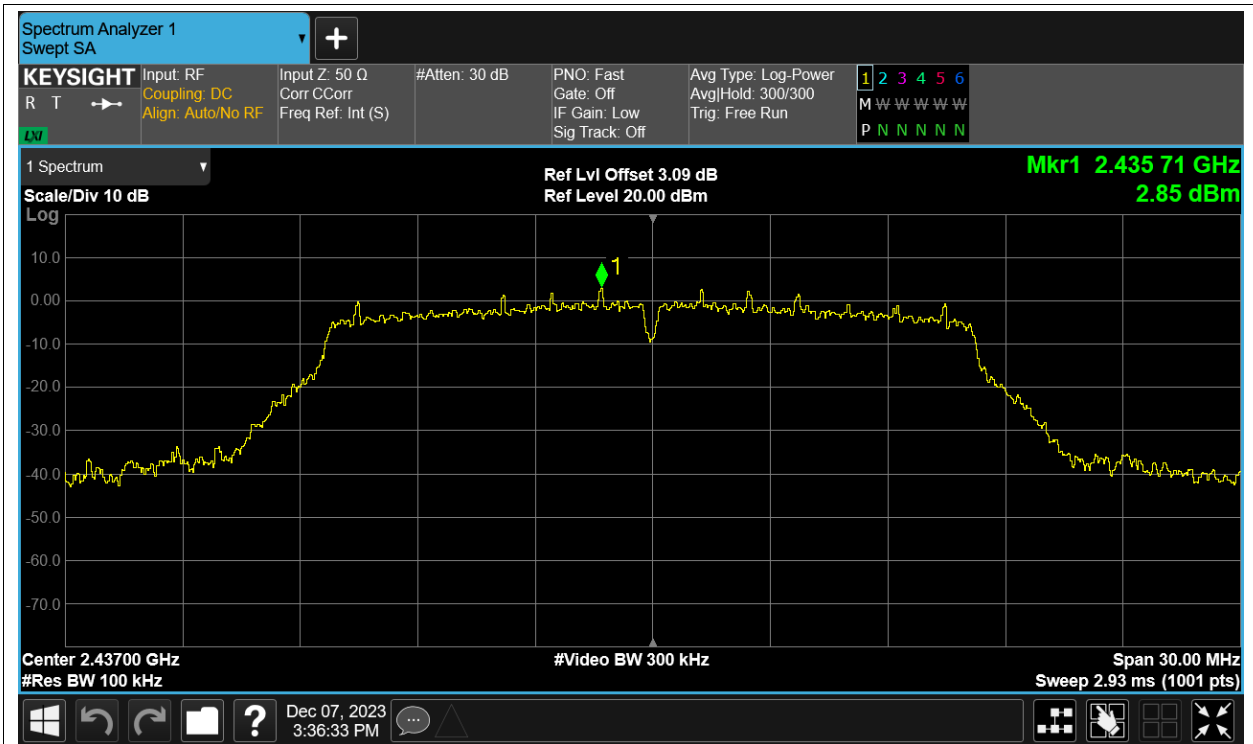 Spectrum Analyzer 1
Swept SA
KEYSIGHT
R T
LXI
Input: RF
Coupling: DC
Align: Auto/No RF
Input Z: 50 Ω
Corr CCorr
Freq Ref: Int (S)
#Atten: 30 dB
PNO: Fast
Gate: Off
IF Gain: Low
Sig Track: Off
Avg Type: Log-Power
Avg|Hold: 300/300
Trig: Free Run
1 2 3 4 5 6
M W W W W W
P N N N N N
1 Spectrum
Scale/Div 10 dB
Log
Ref Lvl Offset 3.09 dB
Ref Level 20.00 dBm
Mkr1 2.435 71 GHz
2.85 dBm
1
10.0
0.00
-10.0
-20.0
-30.0
-40.0
-50.0
-60.0
-70.0
Center 2.43700 GHz
#Res BW 100 kHz
#Video BW 300 kHz
Span 30.00 MHz
Sweep 2.93 ms (1001 pts)
?
Dec 07, 2023
3:36:33 PM